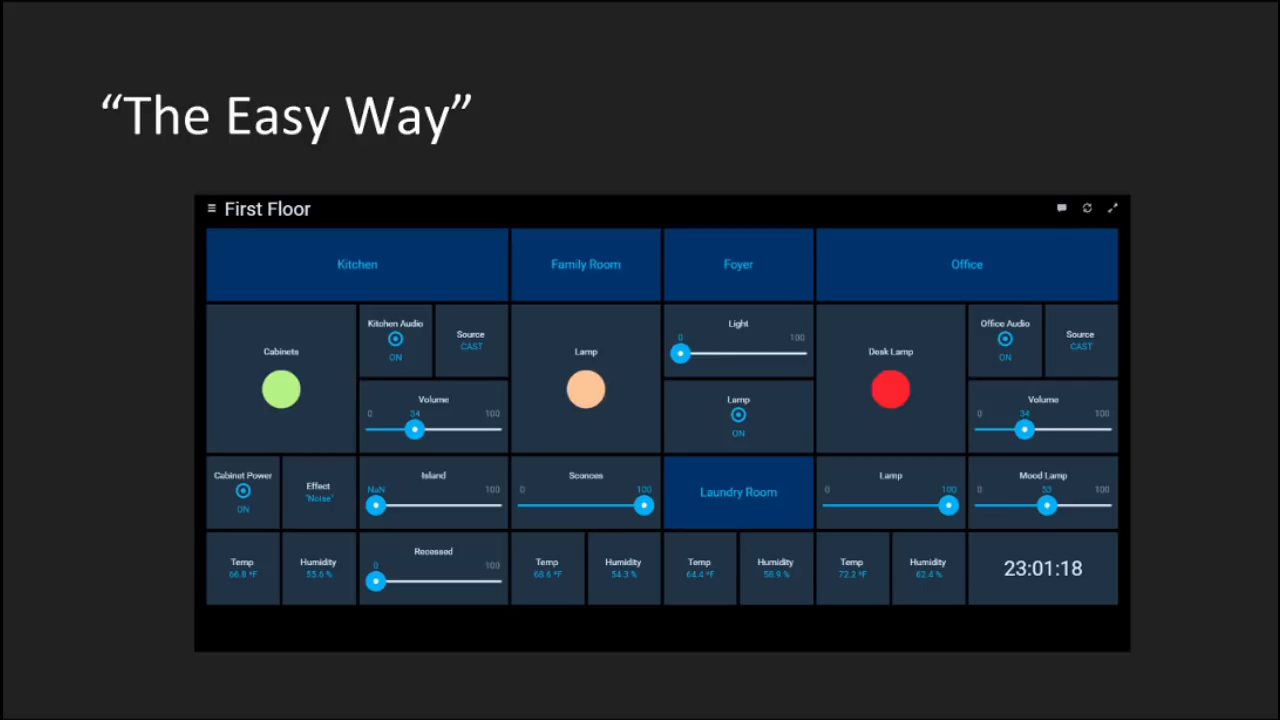 “The Easy Way”
First Floor
Kitchen
Family Room
Foyer
Office
Cabinets
Kitchen Audio
ON
Source
CAST
Volume
0 34 100
Lamp
Light
0 100
Lamp
ON
Desk Lamp
Office Audio
ON
Source
CAST
Volume
0 34 100
Cabinet Power
ON
Effect
"Noise"
Island
NaN 100
Sconces
0 100
Laundry Room
Lamp
0 100
Mood Lamp
0 53 100
Temp
66.8 °F
Humidity
55.6 %
Recessed
0 100
Temp
68.6 °F
Humidity
54.3 %
Temp
64.4 °F
Humidity
58.9 %
Temp
72.2 °F
Humidity
62.4 %
23:01:18